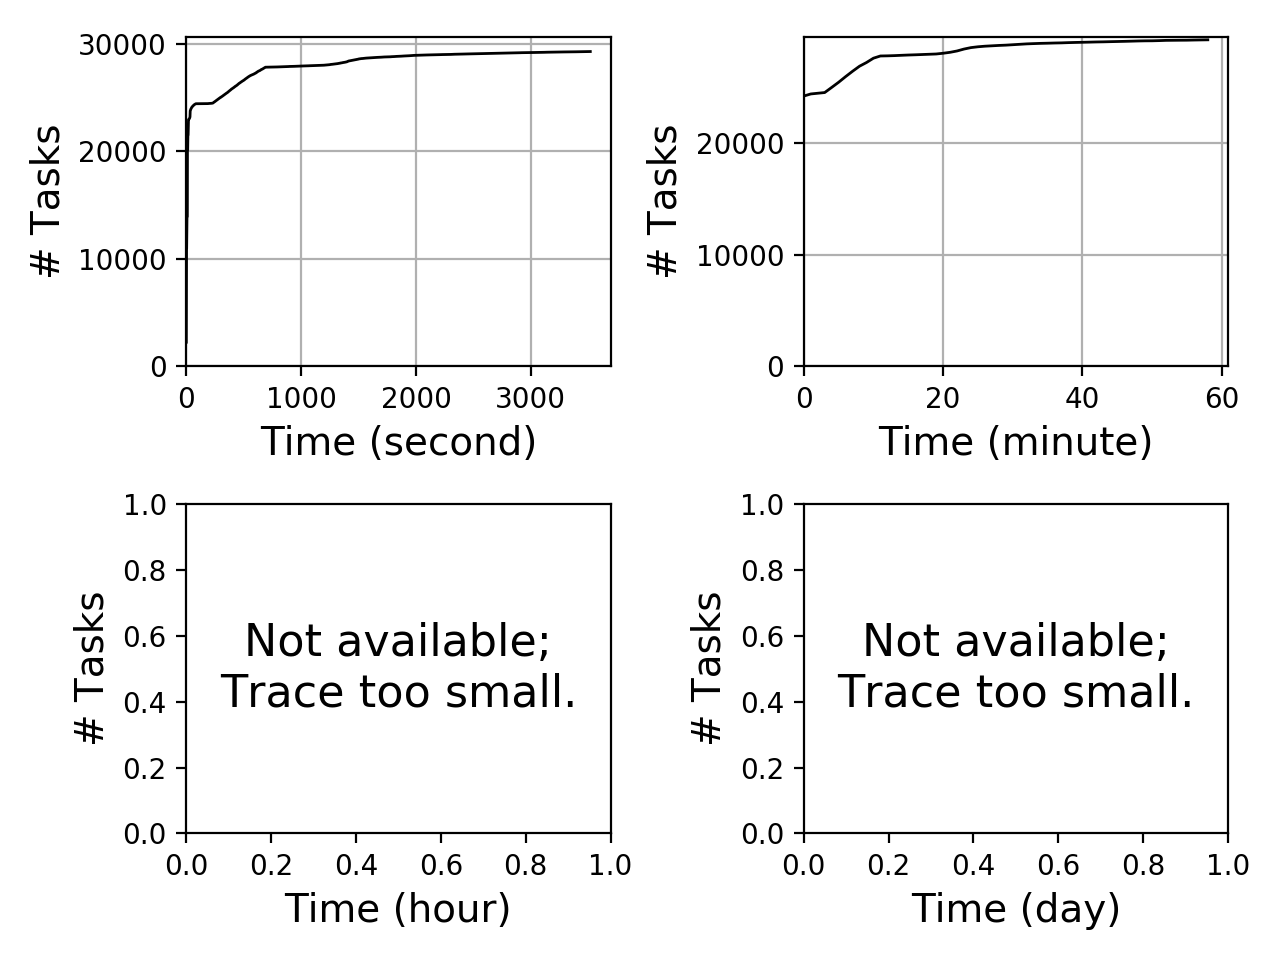 30000
20000
10000
0
# Tasks
0 1000 2000 3000
Time (second)
20000
10000
0
# Tasks
0 20 40 60
Time (minute)
1.0
0.8
0.6
0.4
0.2
0.0
# Tasks
Not available;
Trace too small.
0.0 0.2 0.4 0.6 0.8 1.0
Time (hour)
1.0
0.8
0.6
0.4
0.2
0.0
# Tasks
Not available;
Trace too small.
0.0 0.2 0.4 0.6 0.8 1.0
Time (day)